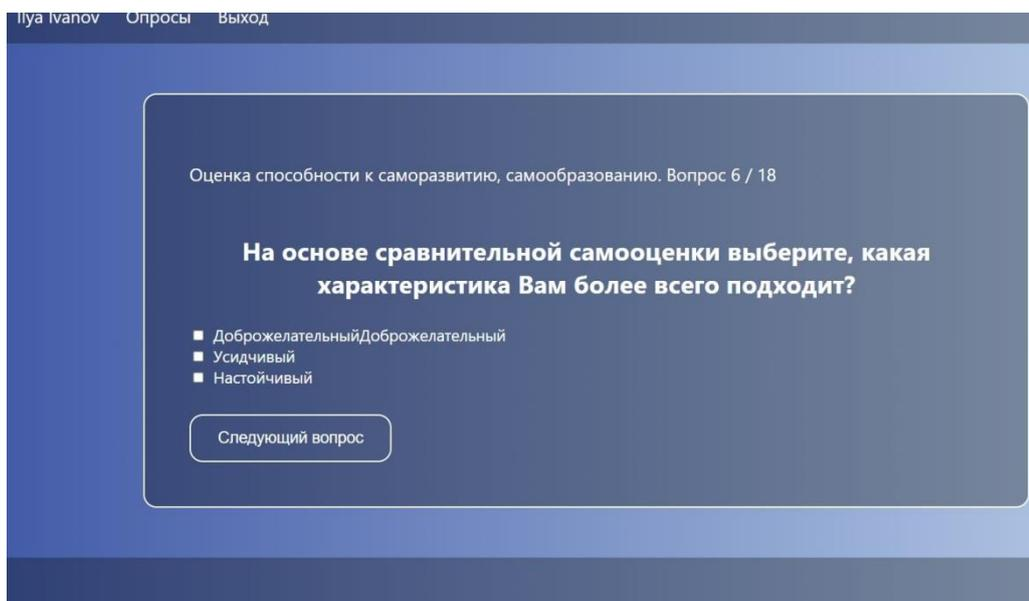 Ilya Ivanov Опросы Выход
Оценка способности к саморазвитию, самообразованию. Вопрос 6 / 18
На основе сравнительной самооценки выберите, какая
характеристика Вам более всего подходит?
ДоброжелательныйДоброжелательный
Усидчивый
Настойчивый
Следующий вопрос